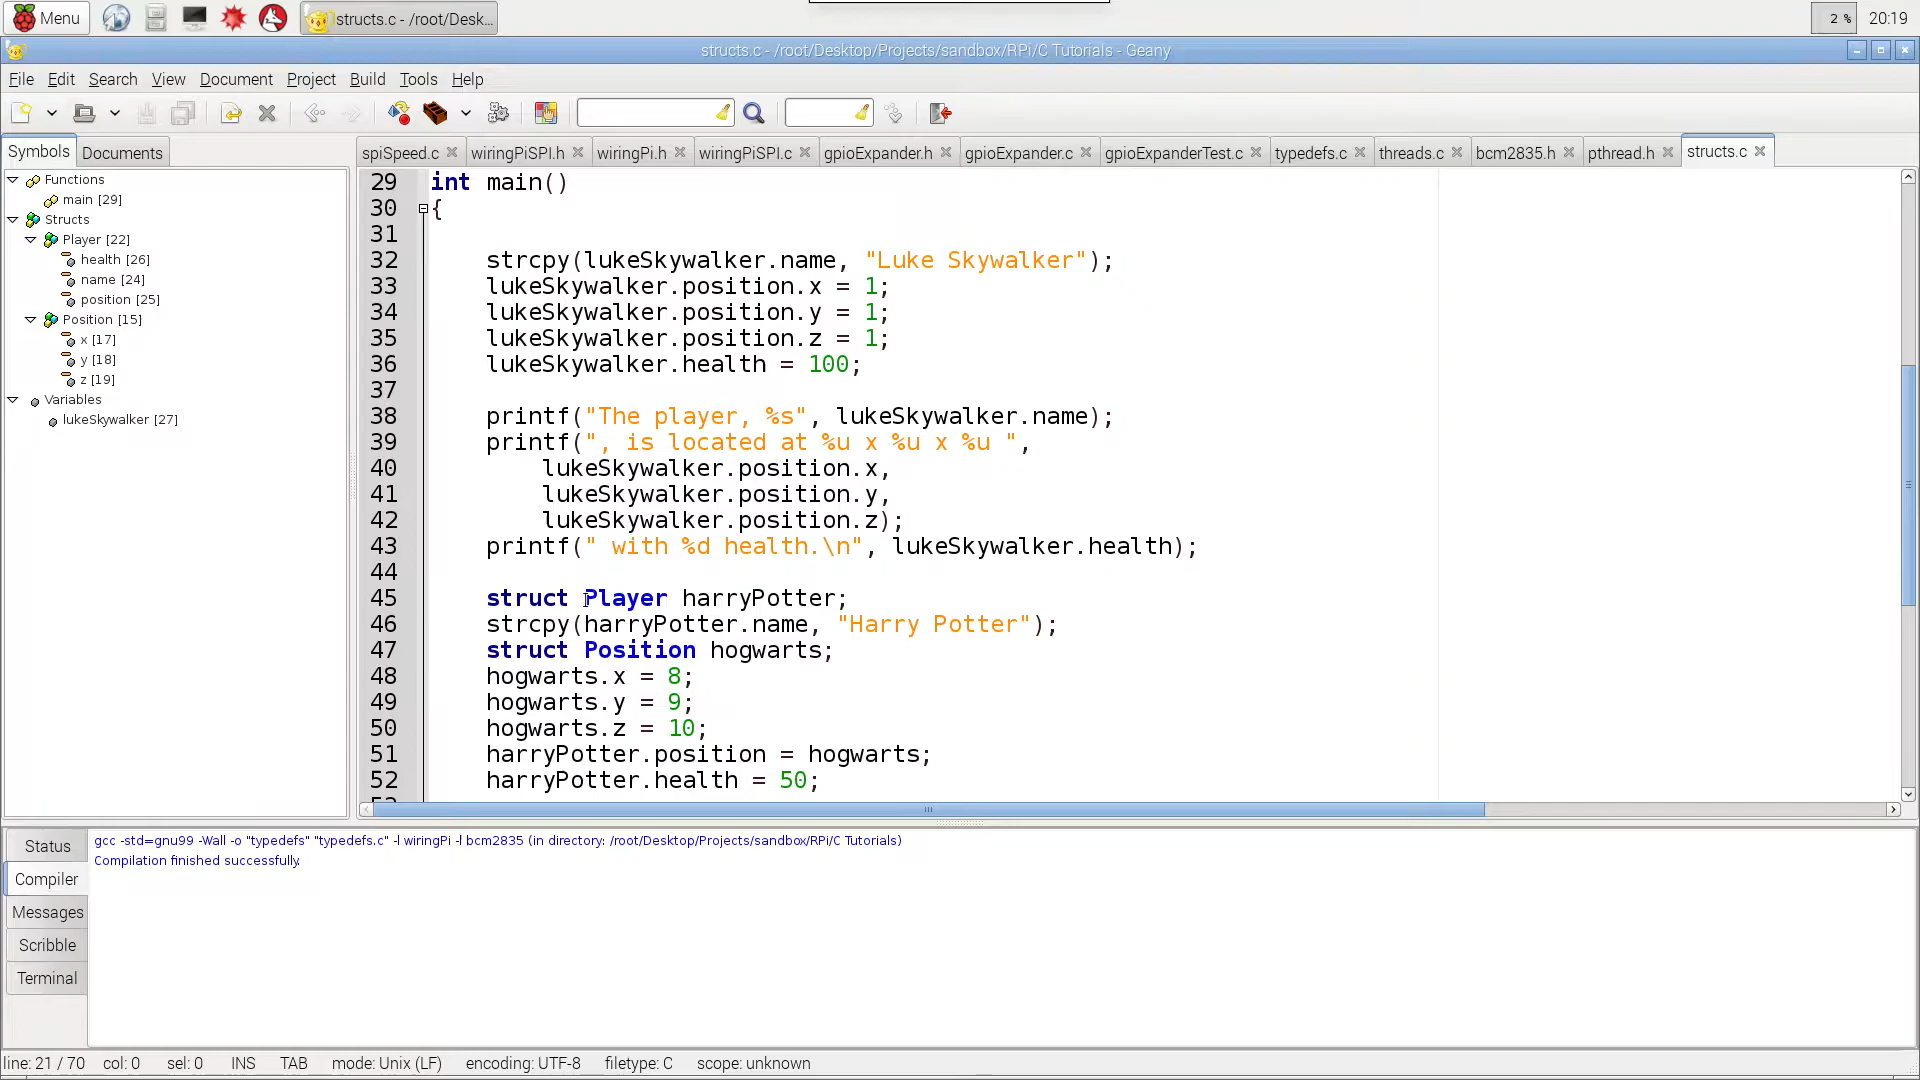 Menu
structs.c - /root/Desk...
2 %
20:19
structs.c - /root/Desktop/Projects/sandbox/RPi/C Tutorials - Geany
File Edit Search View Document Project Build Tools Help
Symbols Documents
spiSpeed.c wiringPiSPI.h wiringPi.h wiringPiSPI.c gpioExpander.h gpioExpander.c gpioExpanderTest.c typedefs.c threads.c bcm2835.h pthread.h structs.c
Functions
main [29]
Structs
Player [22]
health [26]
name [24]
position [25]
Position [15]
x [17]
y [18]
z [19]
Variables
lukeSkywalker [27]
29 int main()
30 {
31
32 strcpy(lukeSkywalker.name, "Luke Skywalker");
33 lukeSkywalker.position.x = 1;
34 lukeSkywalker.position.y = 1;
35 lukeSkywalker.position.z = 1;
36 lukeSkywalker.health = 100;
37
38 printf("The player, %s", lukeSkywalker.name);
39 printf(", is located at %u x %u x %u ",
40 lukeSkywalker.position.x,
41 lukeSkywalker.position.y,
42 lukeSkywalker.position.z);
43 printf(" with %d health.\n", lukeSkywalker.health);
44
45 struct Player harryPotter;
46 strcpy(harryPotter.name, "Harry Potter");
47 struct Position hogwarts;
48 hogwarts.x = 8;
49 hogwarts.y = 9;
50 hogwarts.z = 10;
51 harryPotter.position = hogwarts;
52 harryPotter.health = 50;
Status
Compiler
Messages
Scribble
Terminal
gcc -std=gnu99 -Wall -o "typedefs" "typedefs.c" -l wiringPi -l bcm2835 (in directory: /root/Desktop/Projects/sandbox/RPi/C Tutorials)
Compilation finished successfully.
line: 21 / 70 col: 0 sel: 0 INS TAB mode: Unix (LF) encoding: UTF-8 filetype: C scope: unknown